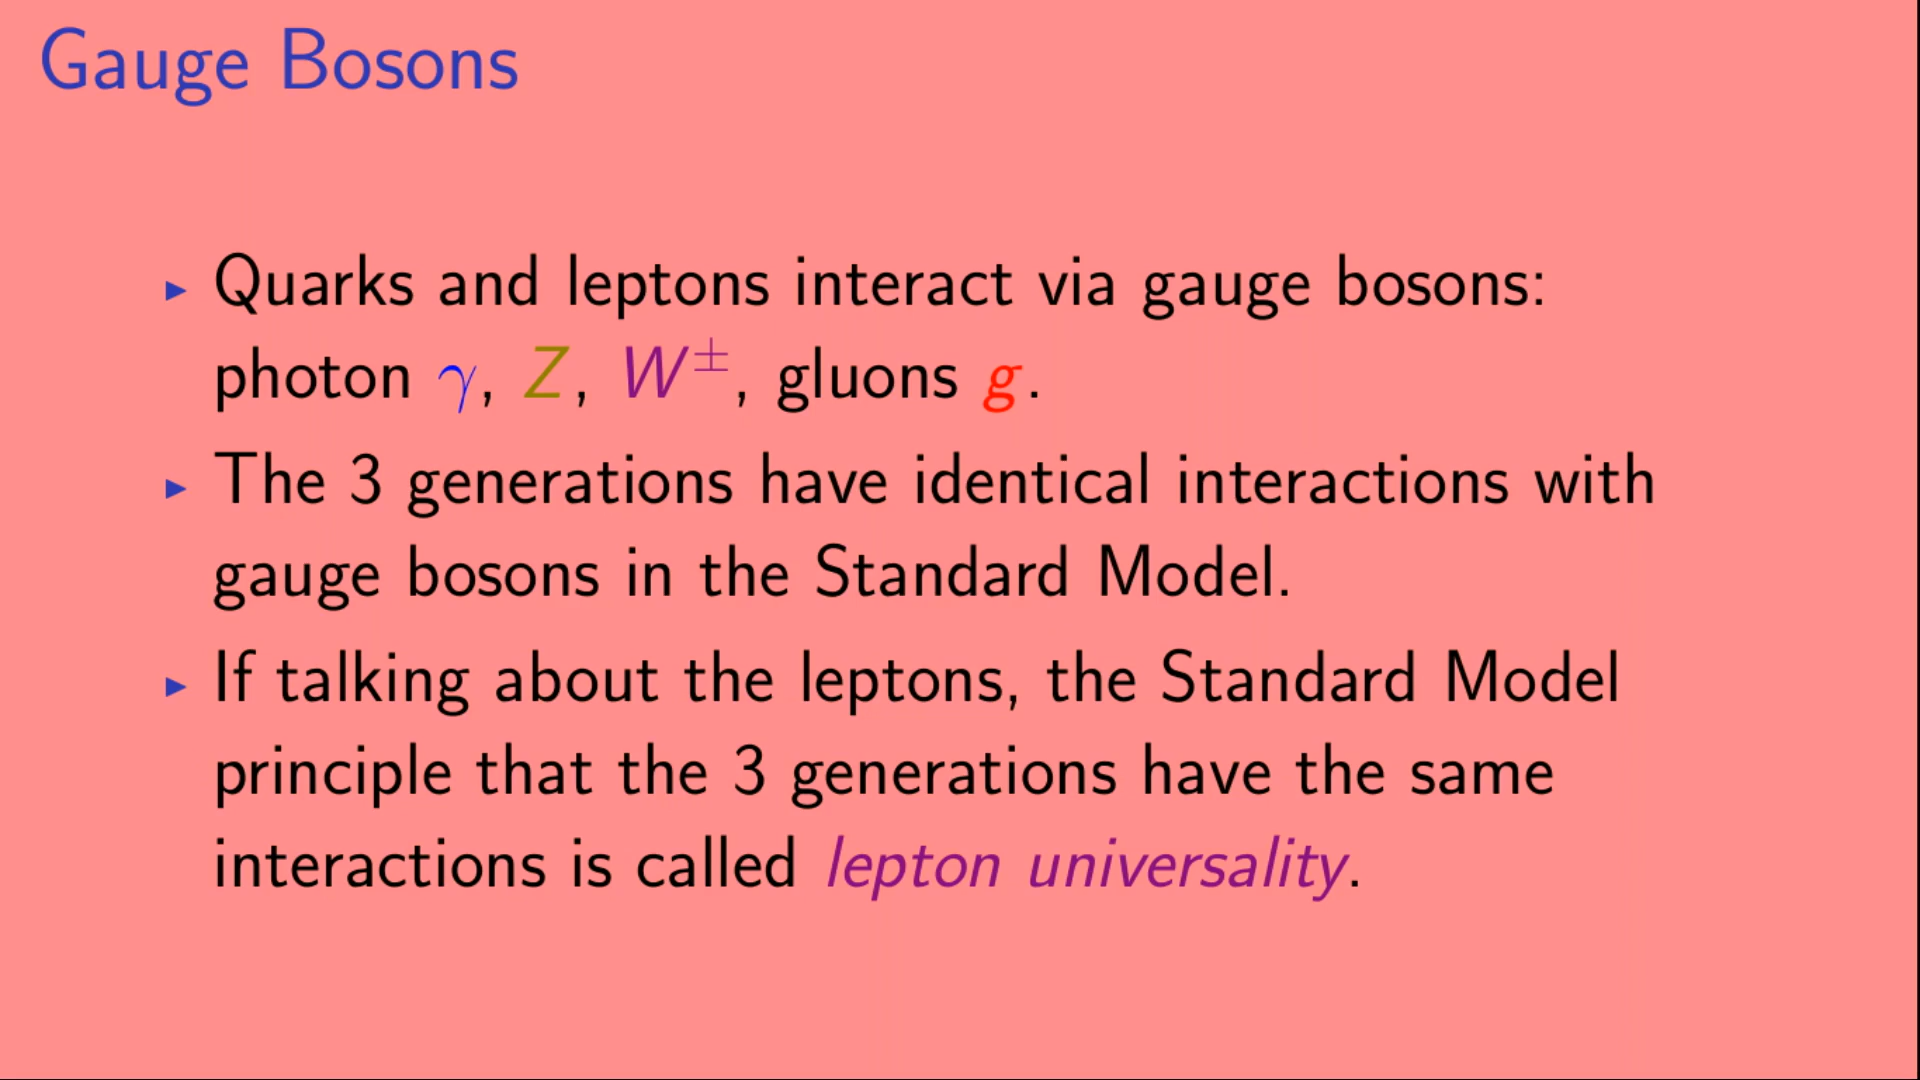 Gauge Bosons
Quarks and leptons interact via gauge bosons:
photon γ, Z, W±, gluons g.
The 3 generations have identical interactions with
gauge bosons in the Standard Model.
If talking about the leptons, the Standard Model
principle that the 3 generations have the same
interactions is called lepton universality.